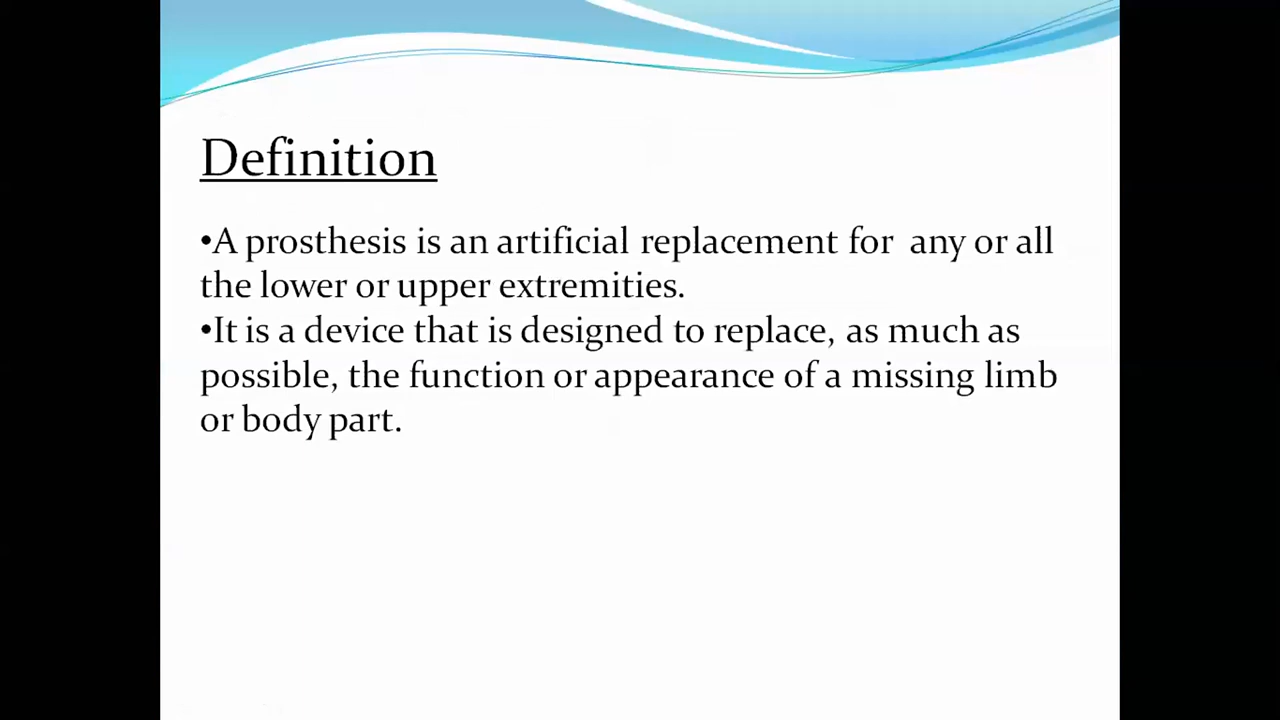 Definition
•A prosthesis is an artificial replacement for any or all
the lower or upper extremities.
•It is a device that is designed to replace, as much as
possible, the function or appearance of a missing limb
or body part.